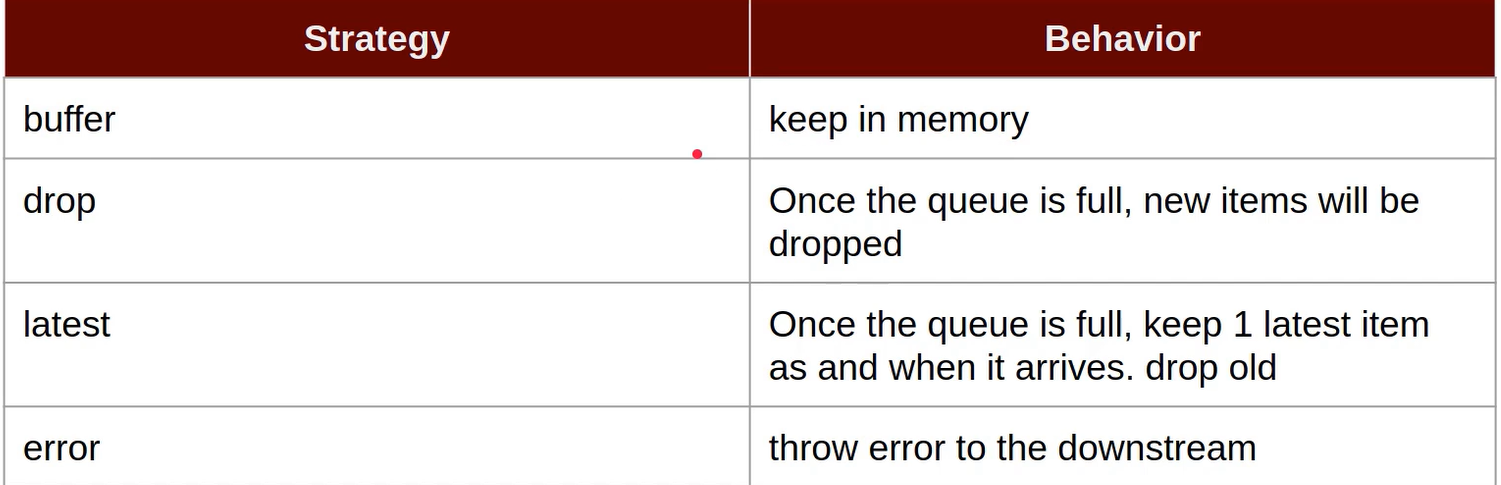 Strategy
Behavior
buffer
keep in memory
drop
Once the queue is full, new items will be
dropped
latest
Once the queue is full, keep 1 latest item
as and when it arrives. drop old
error
throw error to the downstream